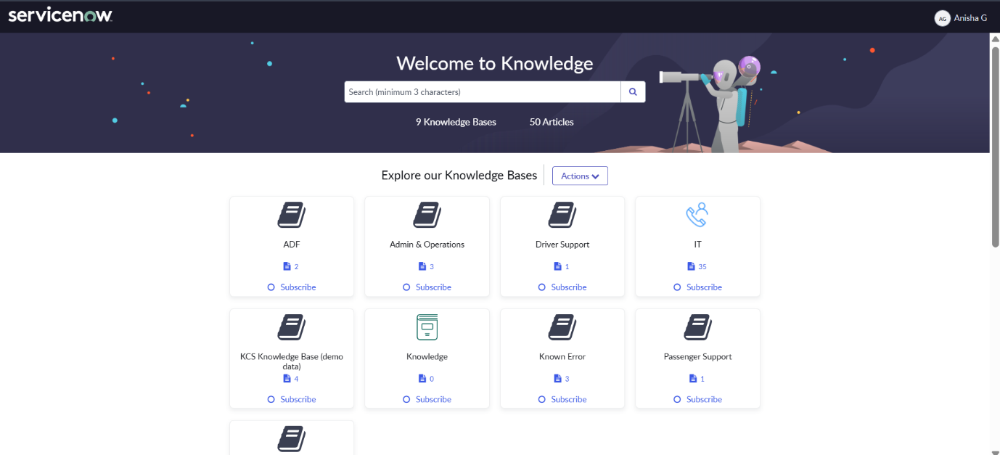 servicenow
AG Anisha G
Welcome to Knowledge
Search (minimum 3 characters)
9 Knowledge Bases 50 Articles
Explore our Knowledge Bases Actions
ADF
2
Subscribe
Admin & Operations
3
Subscribe
Driver Support
1
Subscribe
IT
35
Subscribe
KCS Knowledge Base (demo
data)
4
Subscribe
Knowledge
0
Subscribe
Known Error
3
Subscribe
Passenger Support
1
Subscribe